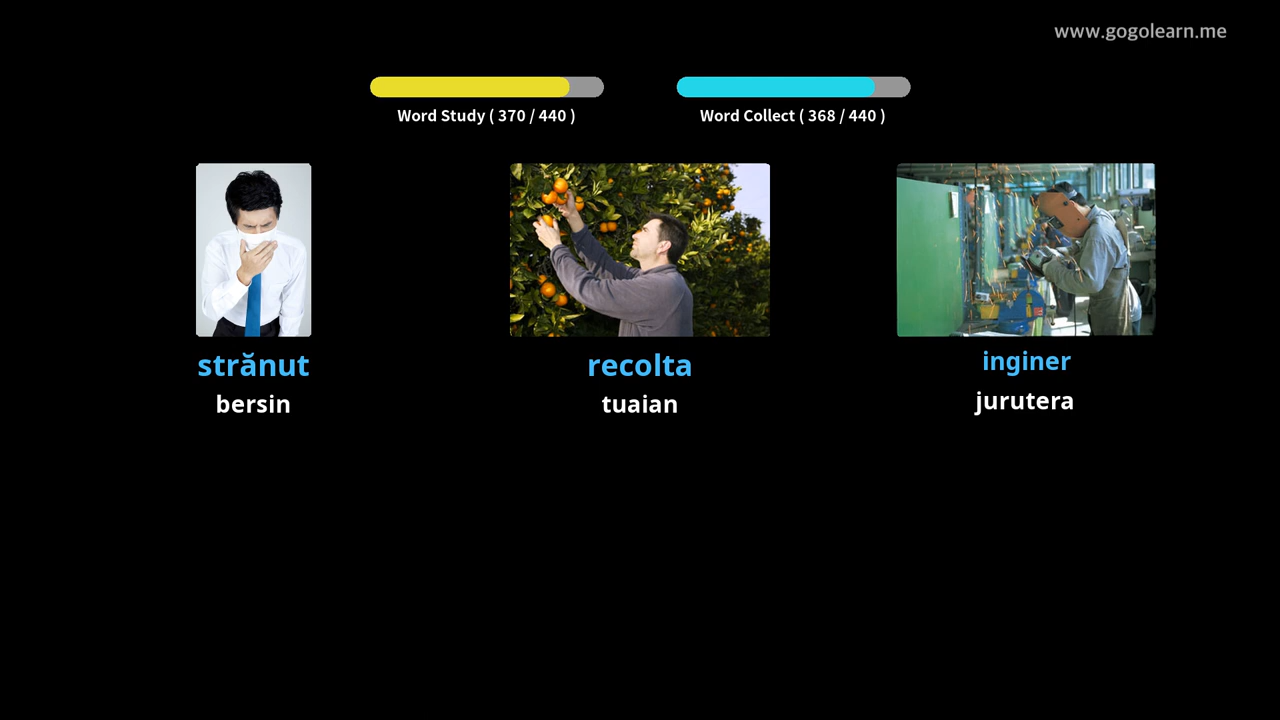 www.gogolearn.me
Word Study ( 370 / 440 )
Word Collect ( 368 / 440 )
strănut
bersin
recolta
tuaian
inginer
jurutera